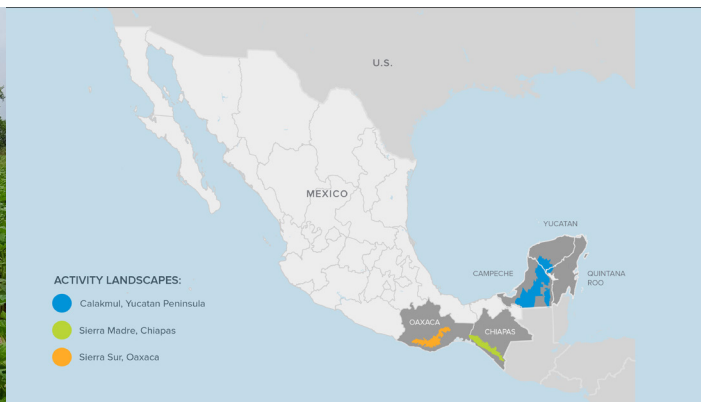 U.S.
MEXICO
YUCATAN
CAMPECHE
QUINTANA
ROO
OAXACA
CHIAPAS
ACTIVITY LANDSCAPES:
Calakmul, Yucatan Peninsula
Sierra Madre, Chiapas
Sierra Sur, Oaxaca